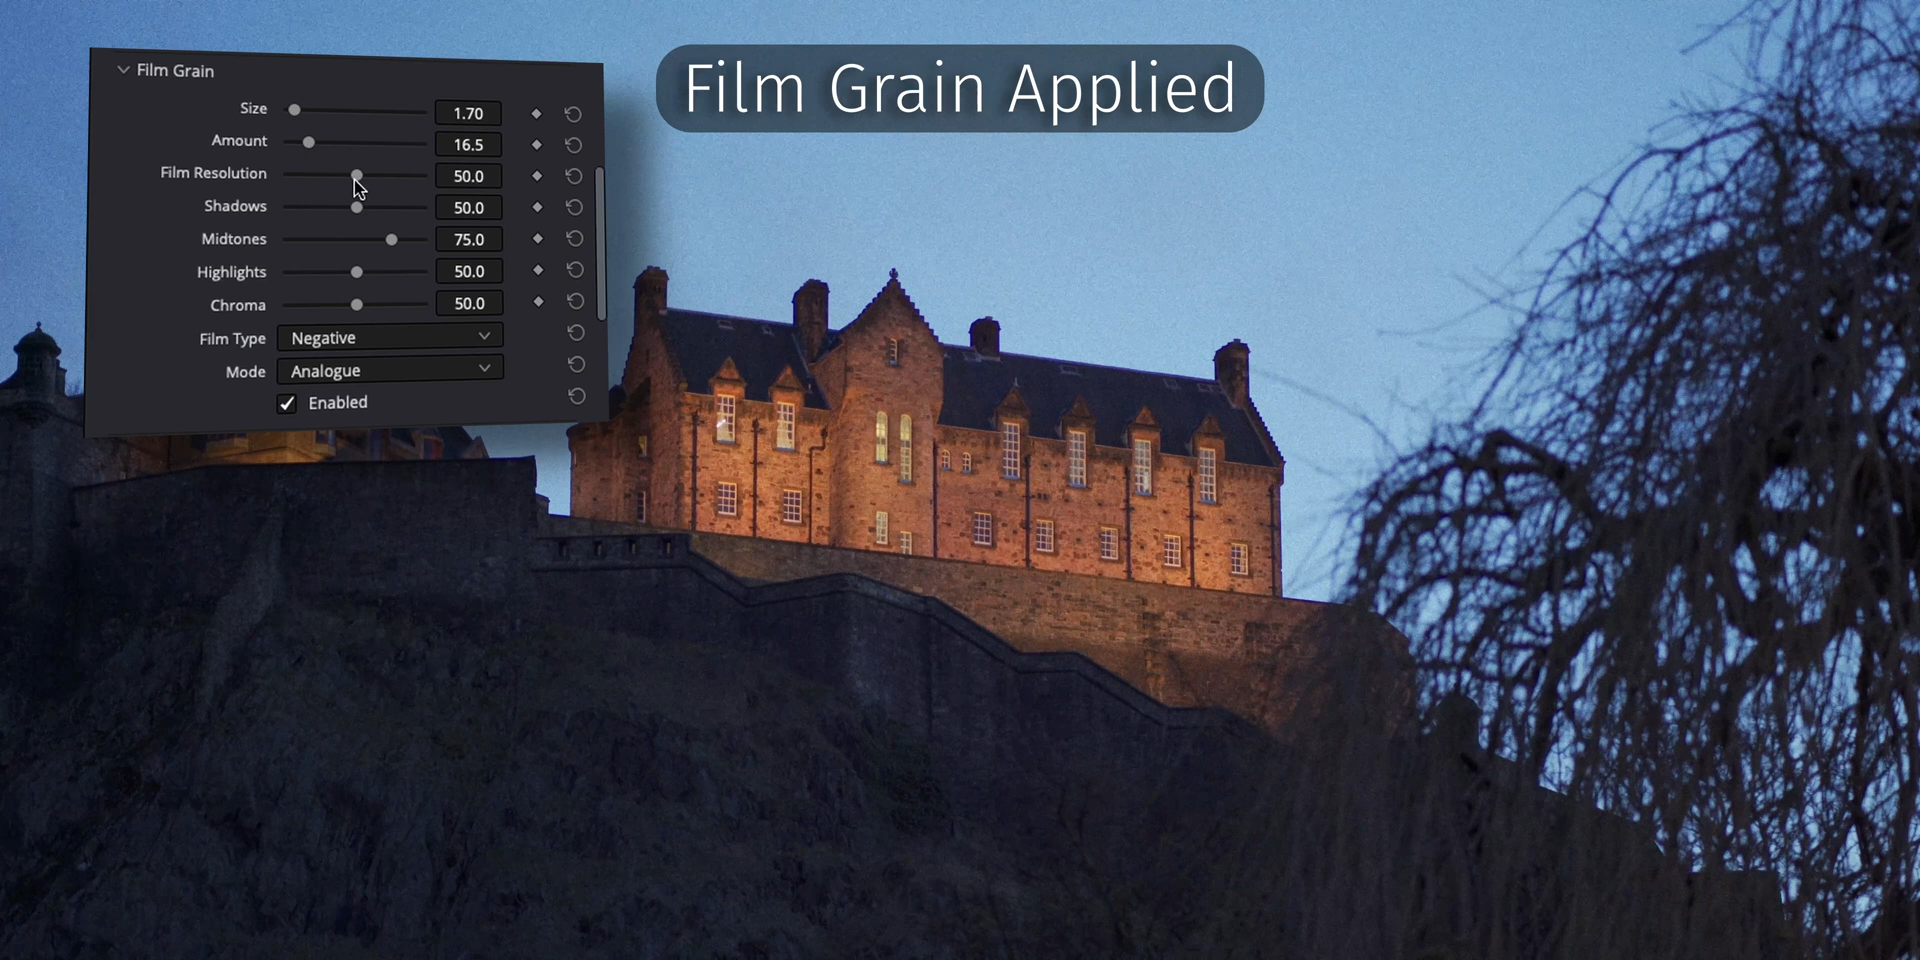 Film Grain
Size 1.70
Amount 16.5
Film Resolution 50.0
Shadows 50.0
Midtones 75.0
Highlights 50.0
Chroma 50.0
Film Type Negative
Mode Analogue
Enabled
Film Grain Applied